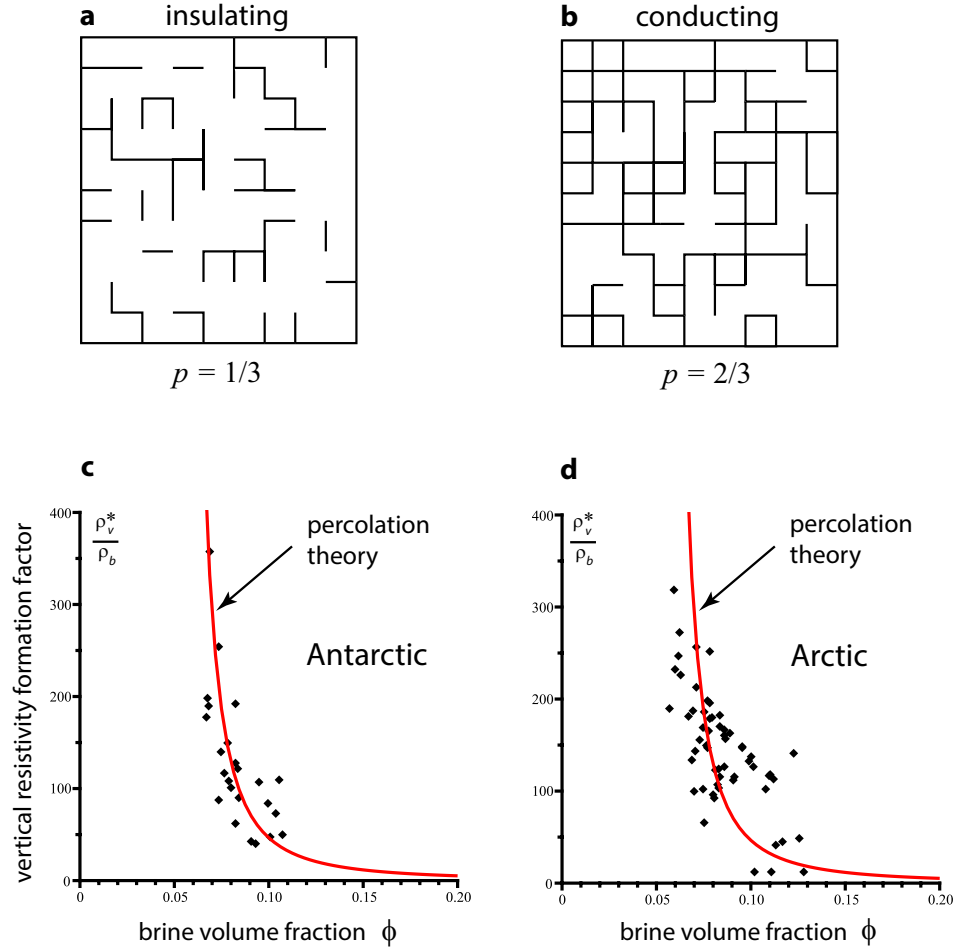 a insulating
b conducting
p = 1/3
p = 2/3
c
d
vertical resistivity formation factor
400
300
200
100
0
ρv*
ρb
percolation
theory
Antarctic
0
0.05
0.10
0.15
0.20
brine volume fraction ϕ
400
300
200
100
0
ρv*
ρb
percolation
theory
Arctic
0
0.05
0.10
0.15
0.20
brine volume fraction ϕ